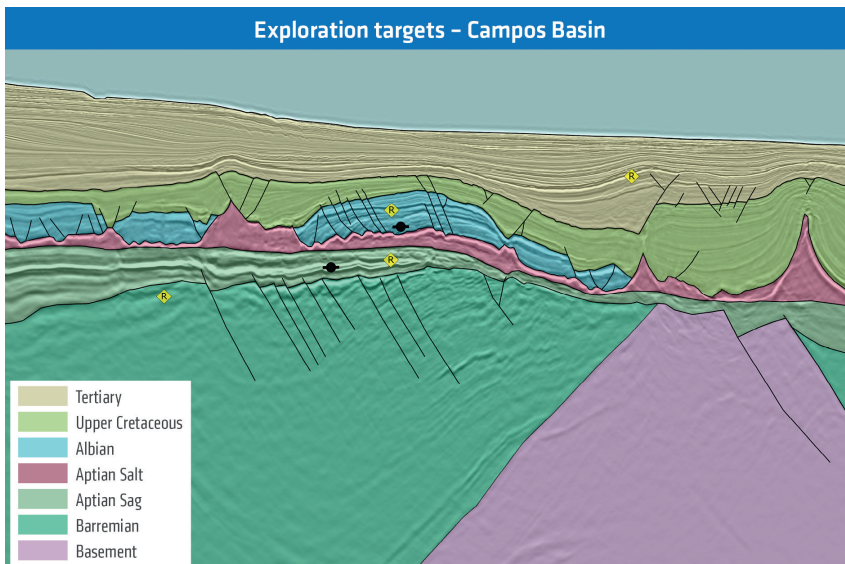 Exploration targets – Campos Basin
R
R
R
R
Tertiary
Upper Cretaceous
Albian
Aptian Salt
Aptian Sag
Barremian
Basement